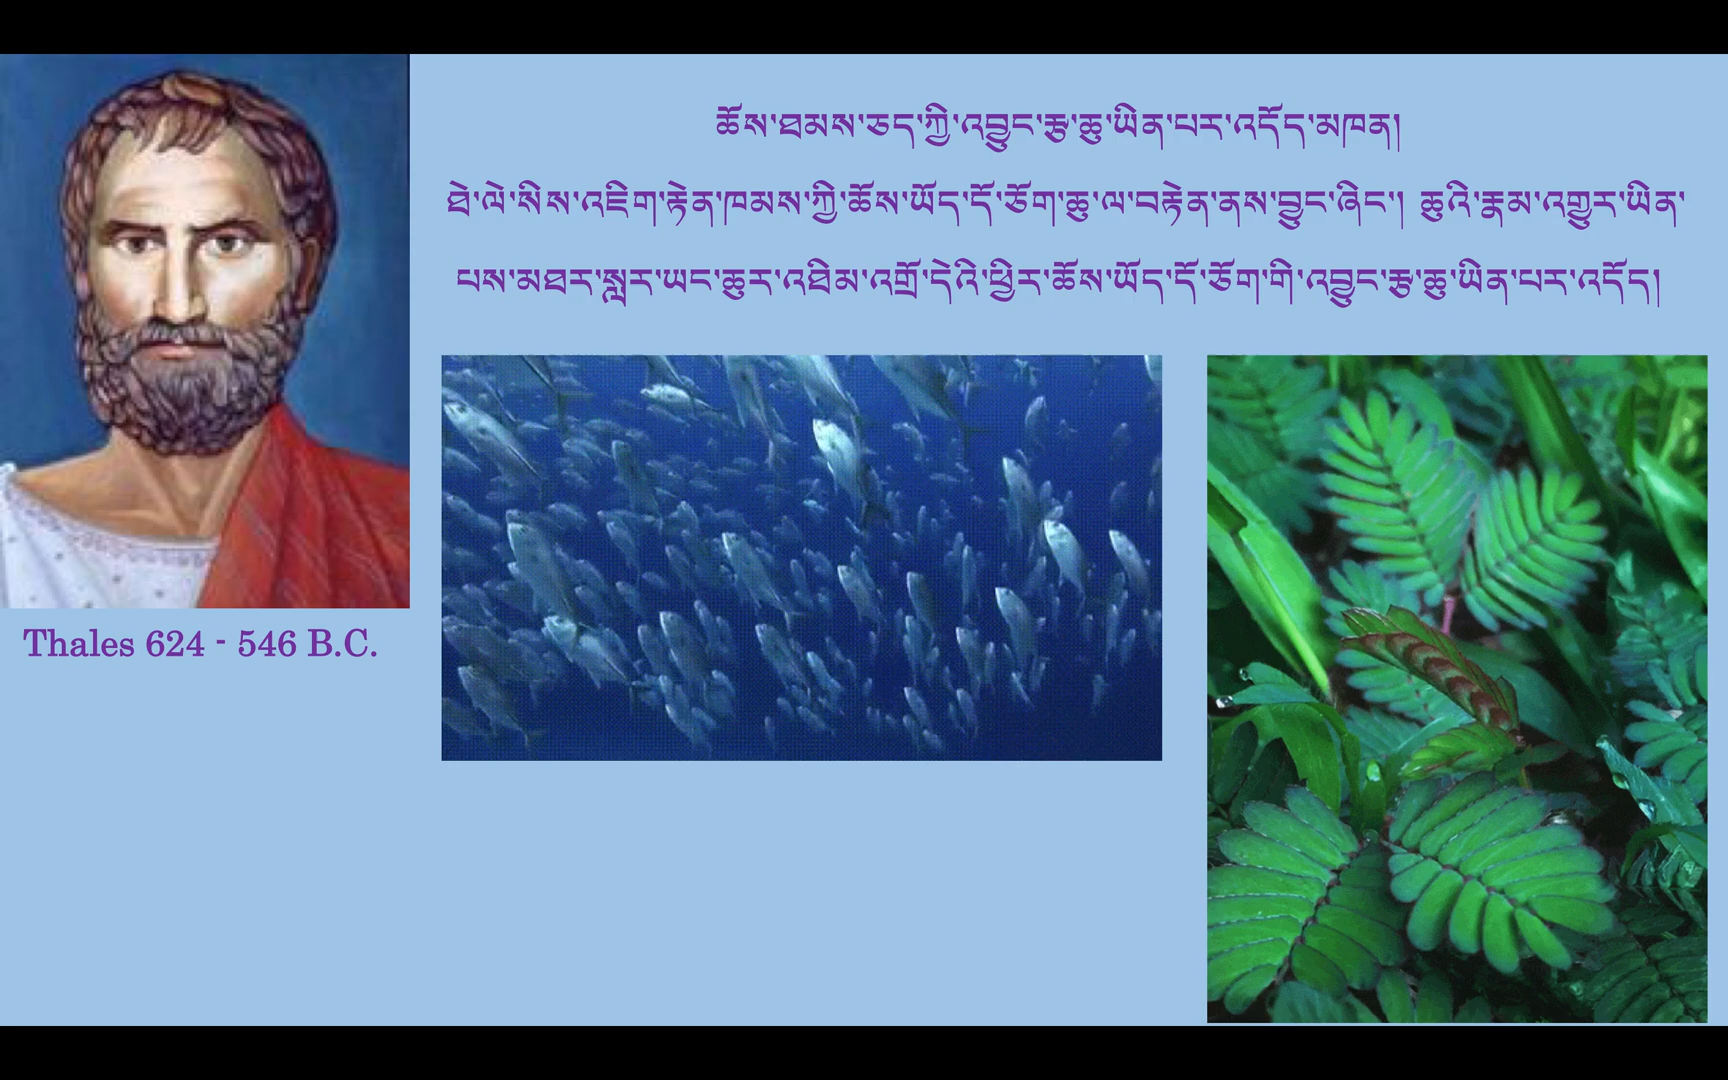 ཆོས་ཐམས་ཅད་ཀྱི་འབྱུང་རྩ་ཆུ་ཡིན་པར་འདོད་མཁན།
ཐེ་ལེ་སིས་འཇིག་རྟེན་ཁམས་ཀྱི་ཆོས་ཡོད་དོ་ཅོག་ཆུ་ལ་བརྟེན་ནས་བྱུང་ཞིང་། ཆུའི་རྣམ་འགྱུར་ཡིན་
པས་མཐར་སླར་ཡང་ཆུར་འཐིམ་འགྲོ་དེའི་ཕྱིར་ཆོས་ཡོད་དོ་ཅོག་གི་འབྱུང་རྩ་ཆུ་ཡིན་པར་འདོད།
Thales 624 - 546 B.C.